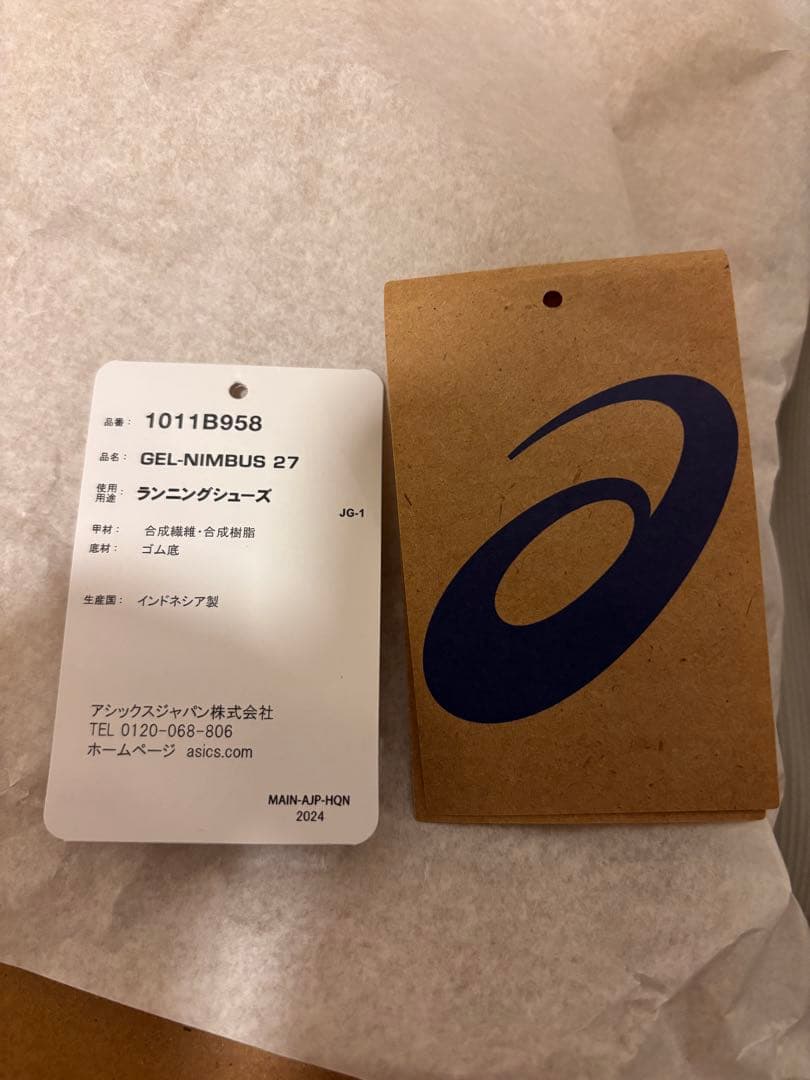 品番： 1011B958
品名： GEL-NIMBUS 27
使用用途： ランニングシューズ
JG-1
甲材： 合成繊維・合成樹脂
底材： ゴム底
生産国： インドネシア製
アシックスジャパン株式会社
TEL 0120-068-806
ホームページ asics.com
MAIN-AJP-HQN
2024